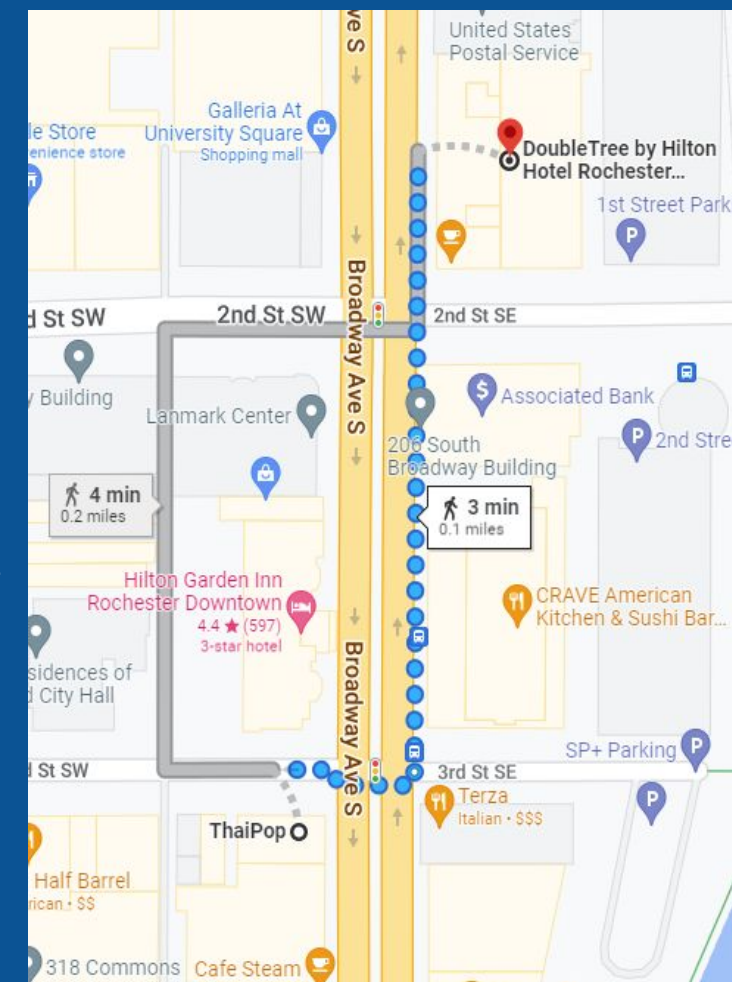 ve S
United States
Postal Service
Galleria At
University Square
Shopping mall
le Store
enience store
DoubleTree by Hilton
Hotel Rochester...
1st Street Park
P
Broadway Ave S
d St SW
2nd St SW
2nd St SE
y Building
Lanmark Center
$
Associated Bank
P
2nd Stre
206 South
Broadway Building
4 min
0.2 miles
3 min
0.1 miles
Hilton Garden Inn
Rochester Downtown
4.4 ★ (597)
3-star hotel
CRAVE American
Kitchen & Sushi Bar...
sidences of
d City Hall
Broadway Ave S
SP+ Parking
P
d St SW
3rd St SE
Terza
Italian · $$$
P
ThaiPop
Half Barrel
rican · $$
318 Commons
Cafe Steam